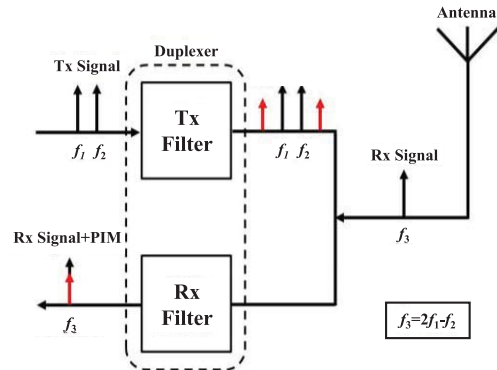 Antenna
Duplexer
Tx Signal
Tx
Filter
f1 f2
f1 f2
Rx Signal
f3
Rx Signal+PIM
Rx
Filter
f3
f3=2f1-f2